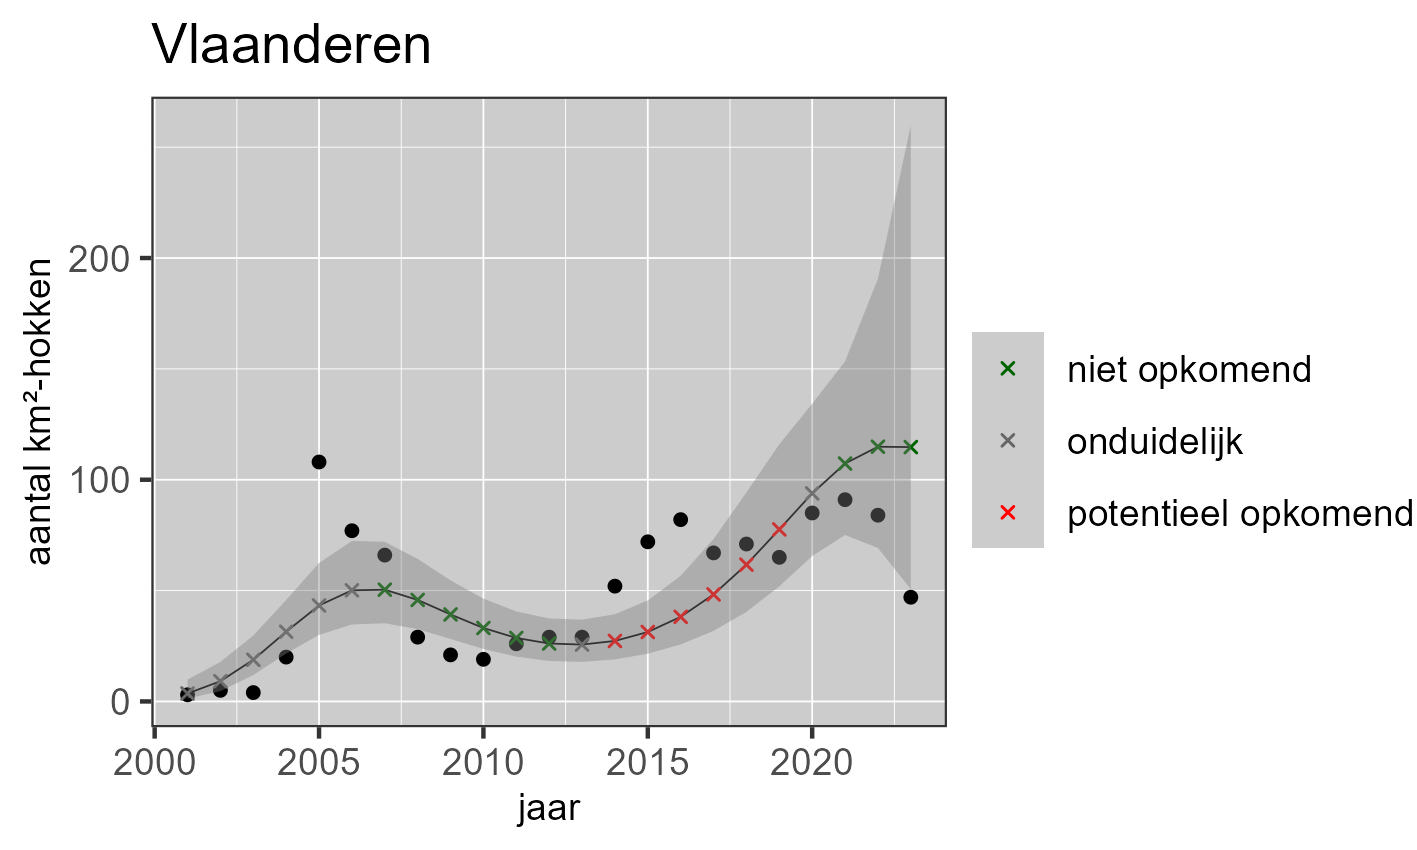 Vlaanderen
aantal km²-hokken
200
100
0
2000 2005 2010 2015 2020
jaar
niet opkomend
onduidelijk
potentieel opkomend